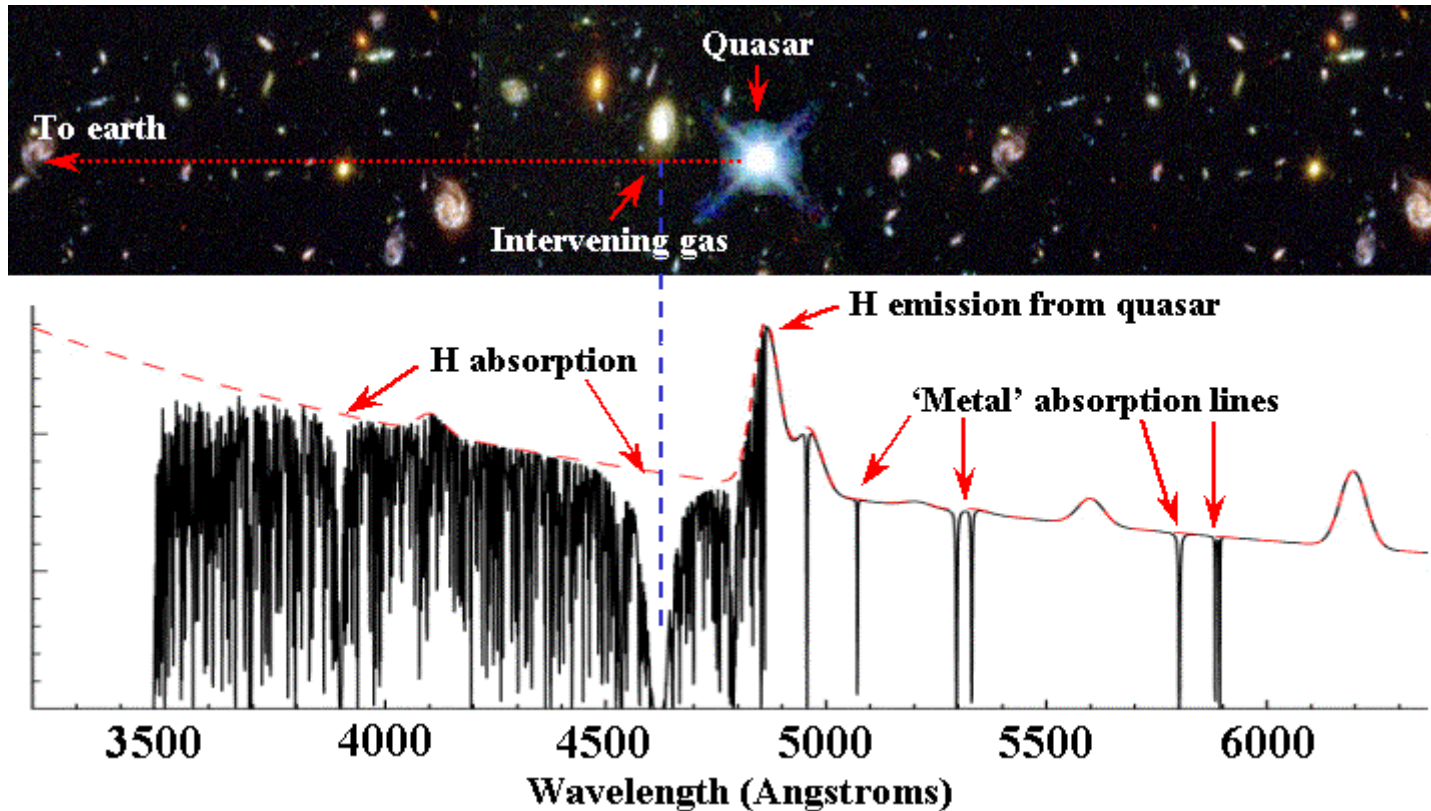 Quasar
To earth
Intervening gas
H emission from quasar
H absorption
‘Metal’ absorption lines
3500 4000 4500 5000 5500 6000
Wavelength (Angstroms)